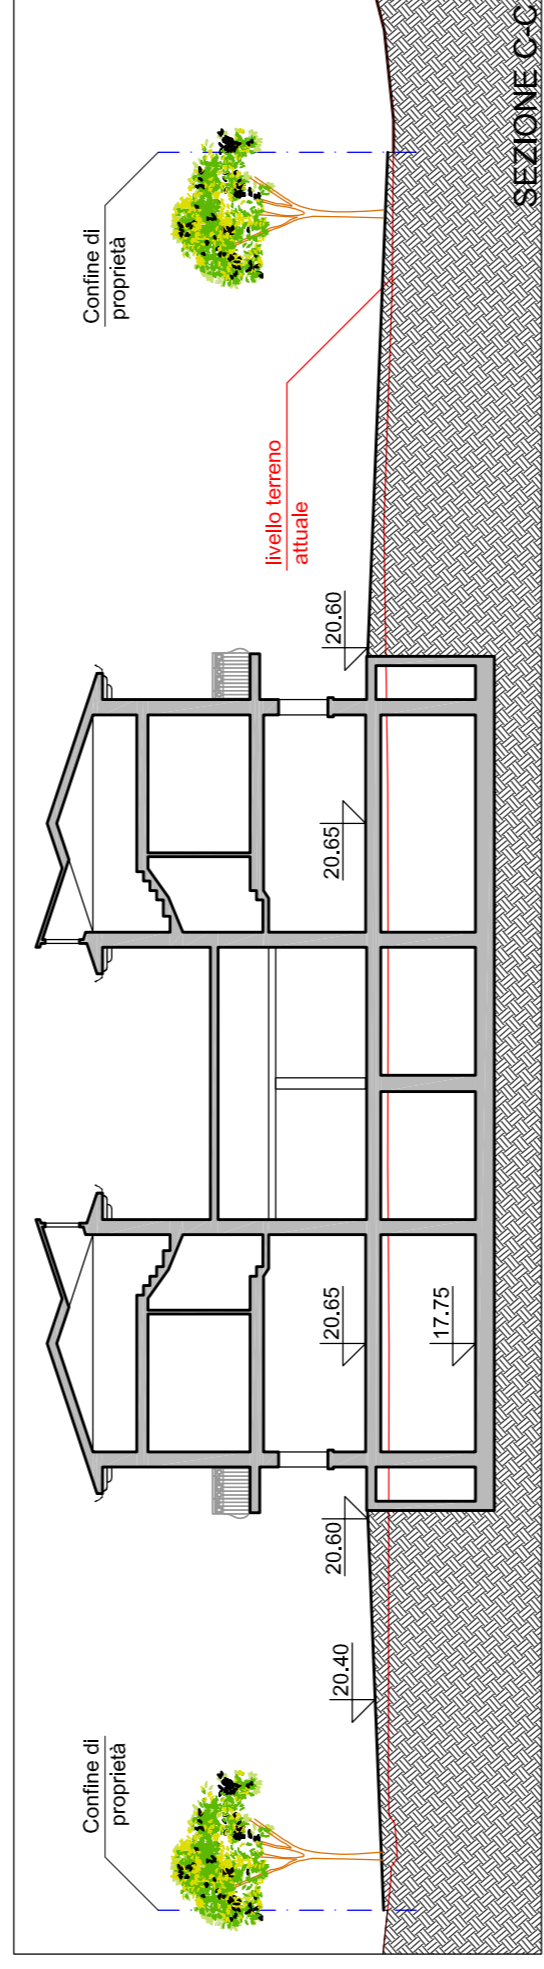 Confine di
proprietà
20.40
20.60
20.65
17.75
20.65
20.60
livello terreno
attuale
Confine di
proprietà
SEZIONE C-C